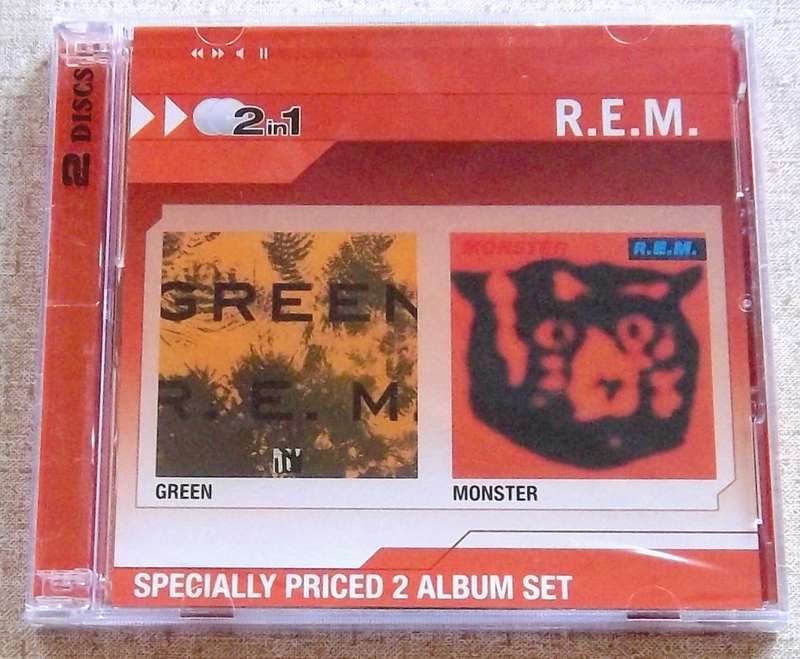 2 DISCS
2in1
R.E.M.
GREEN
R. E. M.
MONSTER
R.E.M.
GREEN
MONSTER
SPECIALLY PRICED 2 ALBUM SET